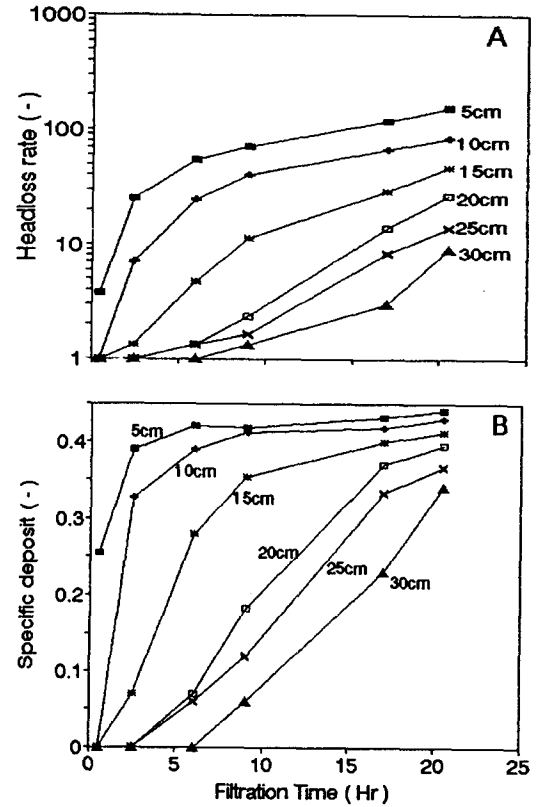 1000
A
Headloss rate ( - )
100
10
1
5cm
10cm
15cm
20cm
25cm
30cm
B
Specific deposit ( - )
0.4
0.3
0.2
0.1
0
5cm
10cm
15cm
20cm
25cm
30cm
0 5 10 15 20 25
Filtration Time ( Hr )